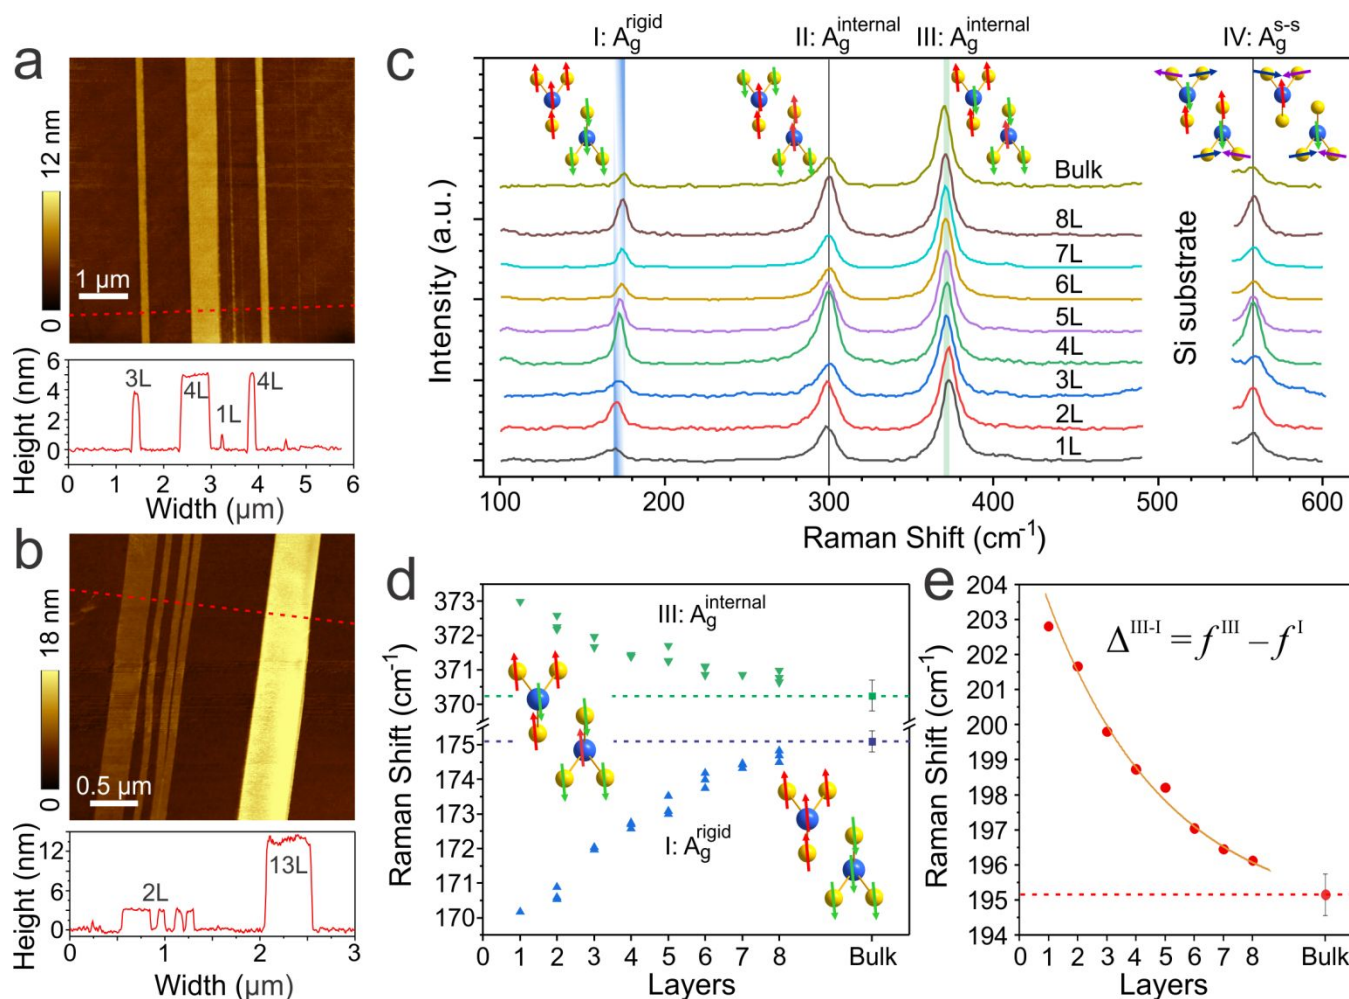 a
12 nm
0
1 µm
Height (nm)
6
4
2
0
3L
4L
1L
4L
0 1 2 3 4 5 6
Width (µm)
b
18 nm
0
0.5 µm
Height (nm)
12
6
0
2L
13L
0 1 2 3
Width (µm)
c
I: A_g^rigid
II: A_g^internal
III: A_g^internal
IV: A_g^s-s
Intensity (a.u.)
Bulk
8L
7L
6L
5L
4L
3L
2L
1L
Si substrate
100 200 300 400 500 600
Raman Shift (cm⁻¹)
d
Raman Shift (cm⁻¹)
373
372
371
370
175
174
173
172
171
170
III: A_g^internal
I: A_g^rigid
0 1 2 3 4 5 6 7 8 Bulk
Layers
e
Raman Shift (cm⁻¹)
204
203
202
201
200
199
198
197
196
195
194
Δ^III-I = f^III − f^I
0 1 2 3 4 5 6 7 8 Bulk
Layers